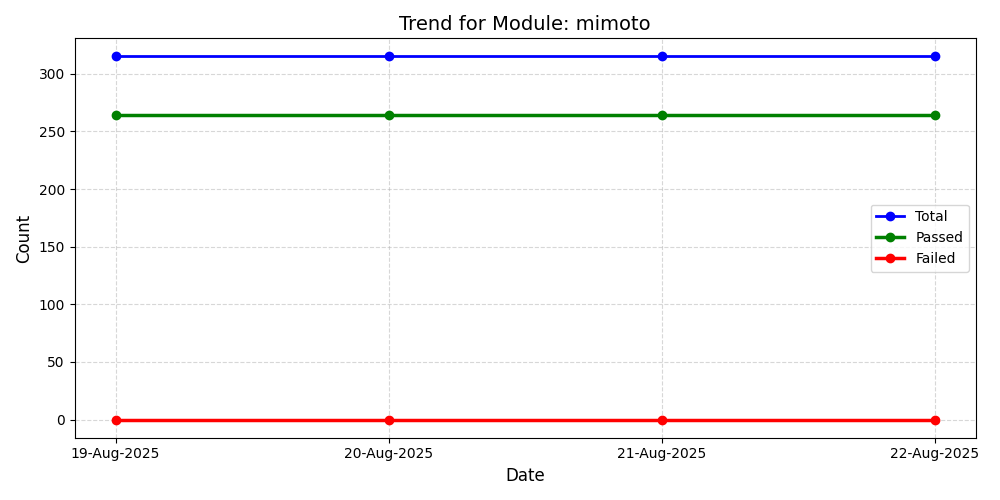 Trend for Module: mimoto
Count
300
250
200
150
100
50
0
Total
Passed
Failed
19-Aug-2025
20-Aug-2025
21-Aug-2025
22-Aug-2025
Date